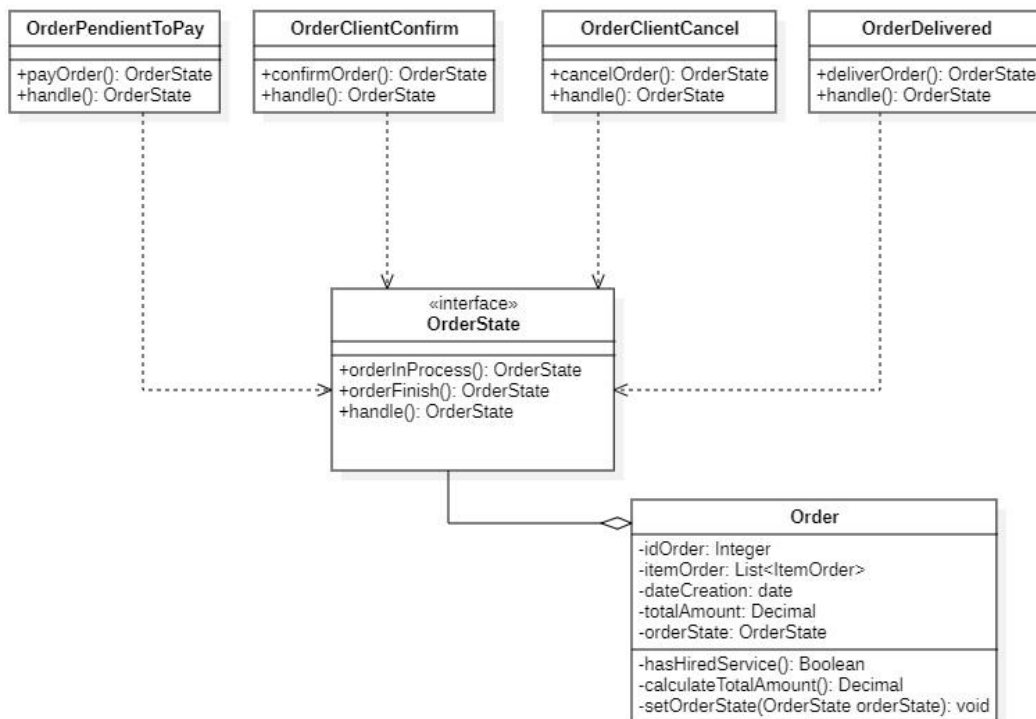 OrderPendientToPay
+payOrder(): OrderState
+handle(): OrderState
OrderClientConfirm
+confirmOrder(): OrderState
+handle(): OrderState
OrderClientCancel
+cancelOrder(): OrderState
+handle(): OrderState
OrderDelivered
+deliverOrder(): OrderState
+handle(): OrderState
«interface»
OrderState
+orderInProcess(): OrderState
+orderFinish(): OrderState
+handle(): OrderState
Order
-idOrder: Integer
-itemOrder: List<ItemOrder>
-dateCreation: date
-totalAmount: Decimal
-orderState: OrderState
-hasHiredService(): Boolean
-calculateTotalAmount(): Decimal
-setOrderState(OrderState orderState): void